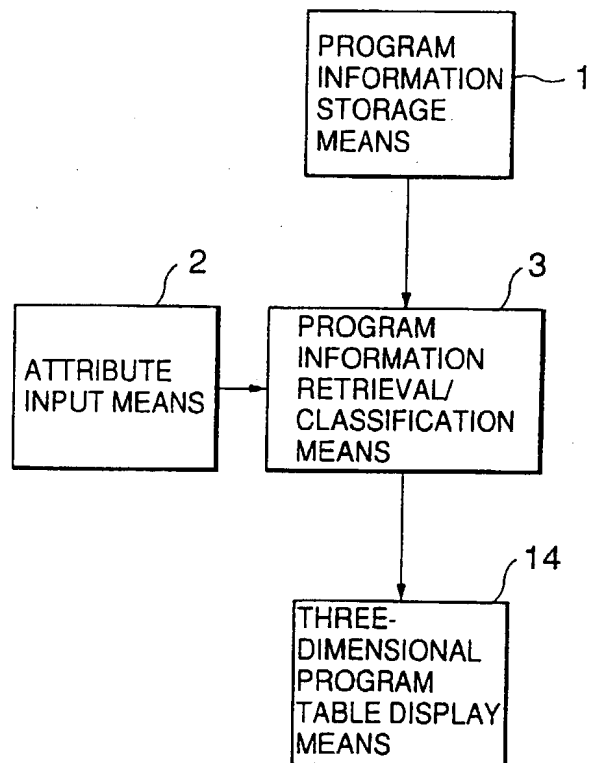 PROGRAM
INFORMATION
STORAGE
MEANS
1
2
ATTRIBUTE
INPUT MEANS
3
PROGRAM
INFORMATION
RETRIEVAL/
CLASSIFICATION
MEANS
14
THREE-
DIMENSIONAL
PROGRAM
TABLE DISPLAY
MEANS